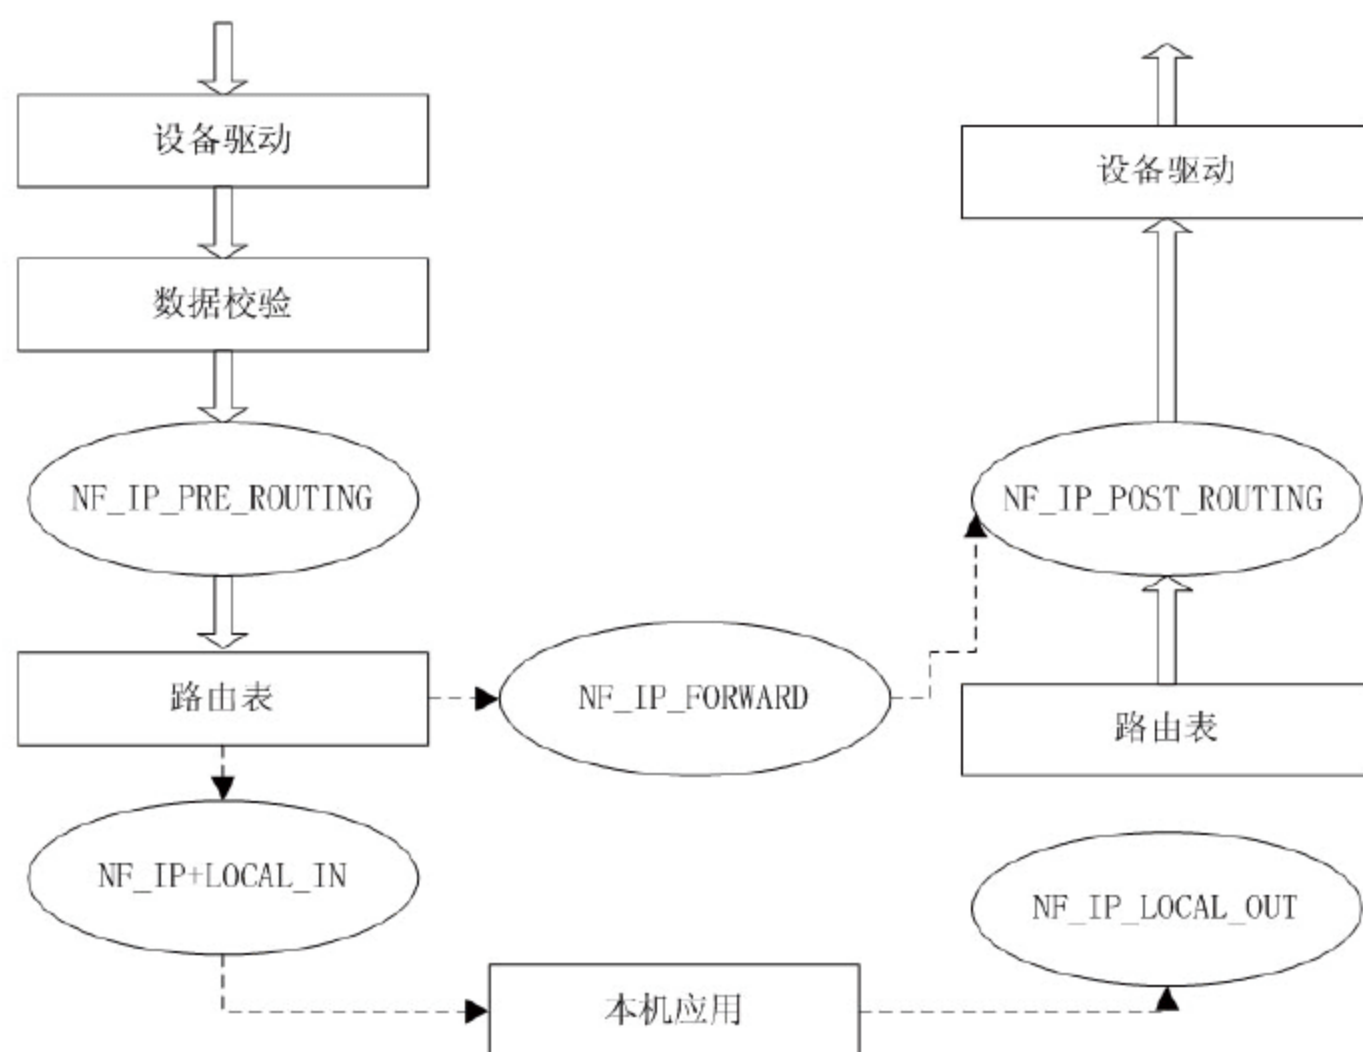 设备驱动
设备驱动
数据校验
NF_IP_PRE_ROUTING
NF_IP_POST_ROUTING
路由表
NF_IP_FORWARD
路由表
NF_IP+LOCAL_IN
NF_IP_LOCAL_OUT
本机应用